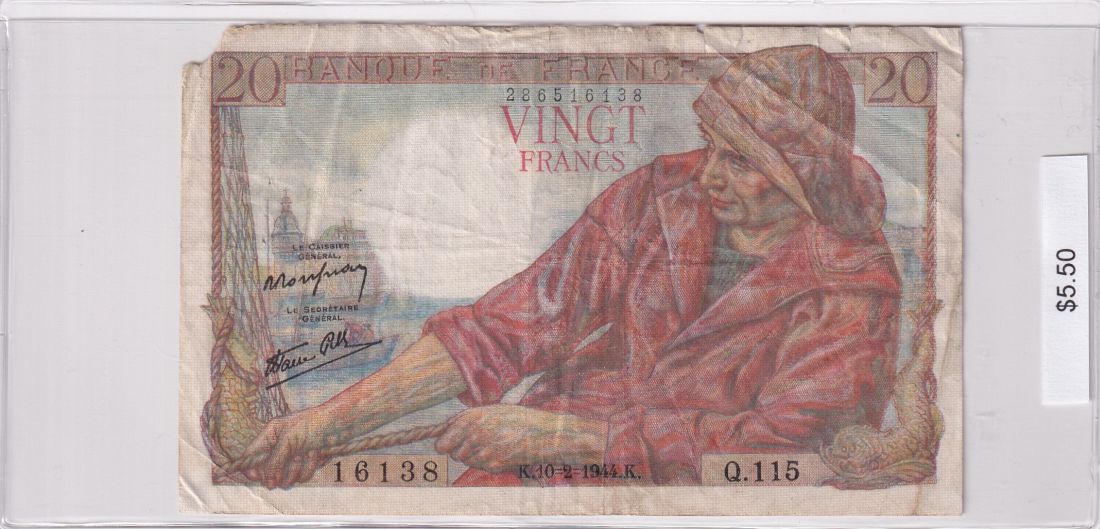 20 BANQUE DE FRANCE 20
286516138
VINGT
FRANCS
LE CAISSIER
GÉNÉRAL,
LE SECRÉTAIRE
GÉNÉRAL.
16138 K.10=2=1944.K. Q.115
$5.50